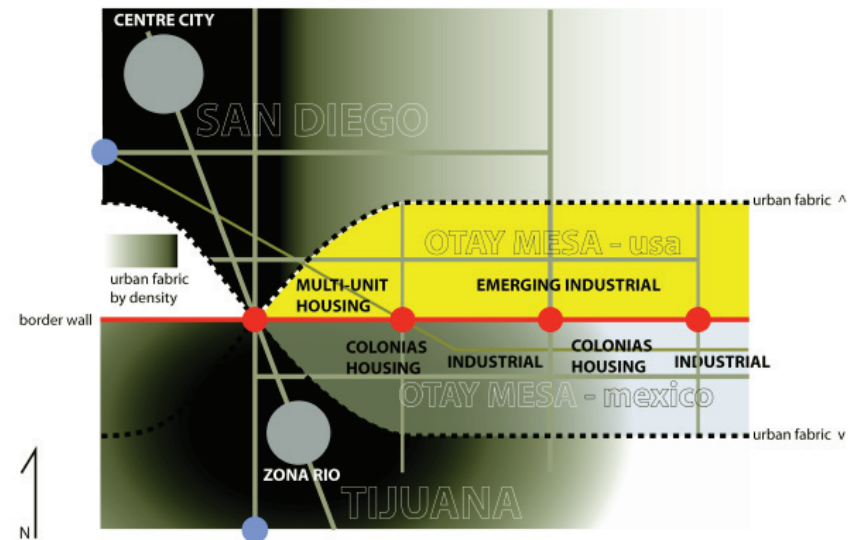 CENTRE CITY
SAN DIEGO
urban fabric ^
OTAY MESA - usa
urban fabric
by density
MULTI-UNIT
HOUSING
EMERGING INDUSTRIAL
border wall
COLONIAS
HOUSING
INDUSTRIAL
COLONIAS
HOUSING
INDUSTRIAL
OTAY MESA - mexico
urban fabric v
ZONA RIO
TIJUANA
N